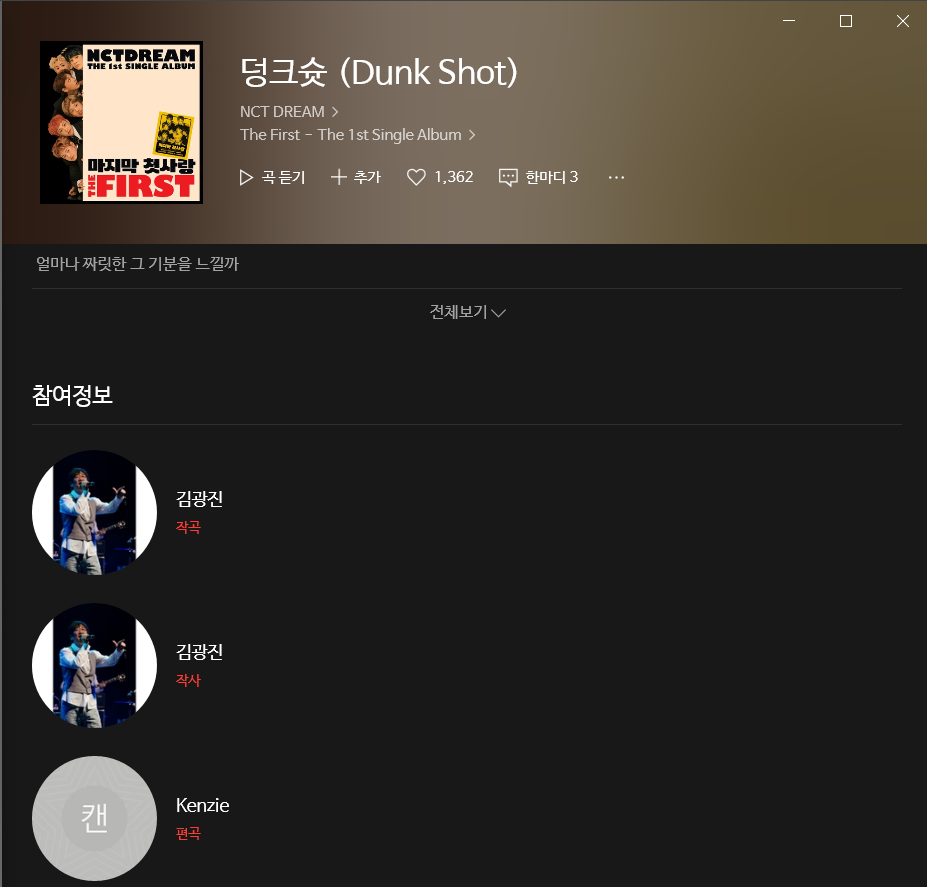 NCTDREAM
THE 1st SINGLE ALBUM
마지막 첫사랑
THE FIRST
덩크슛 (Dunk Shot)
NCT DREAM >
The First - The 1st Single Album >
곡 듣기 추가 1,362 한마디 3 ...
얼마나 짜릿한 그 기분을 느낄까
전체보기
참여정보
김광진
작곡
김광진
작사
캔
Kenzie
편곡